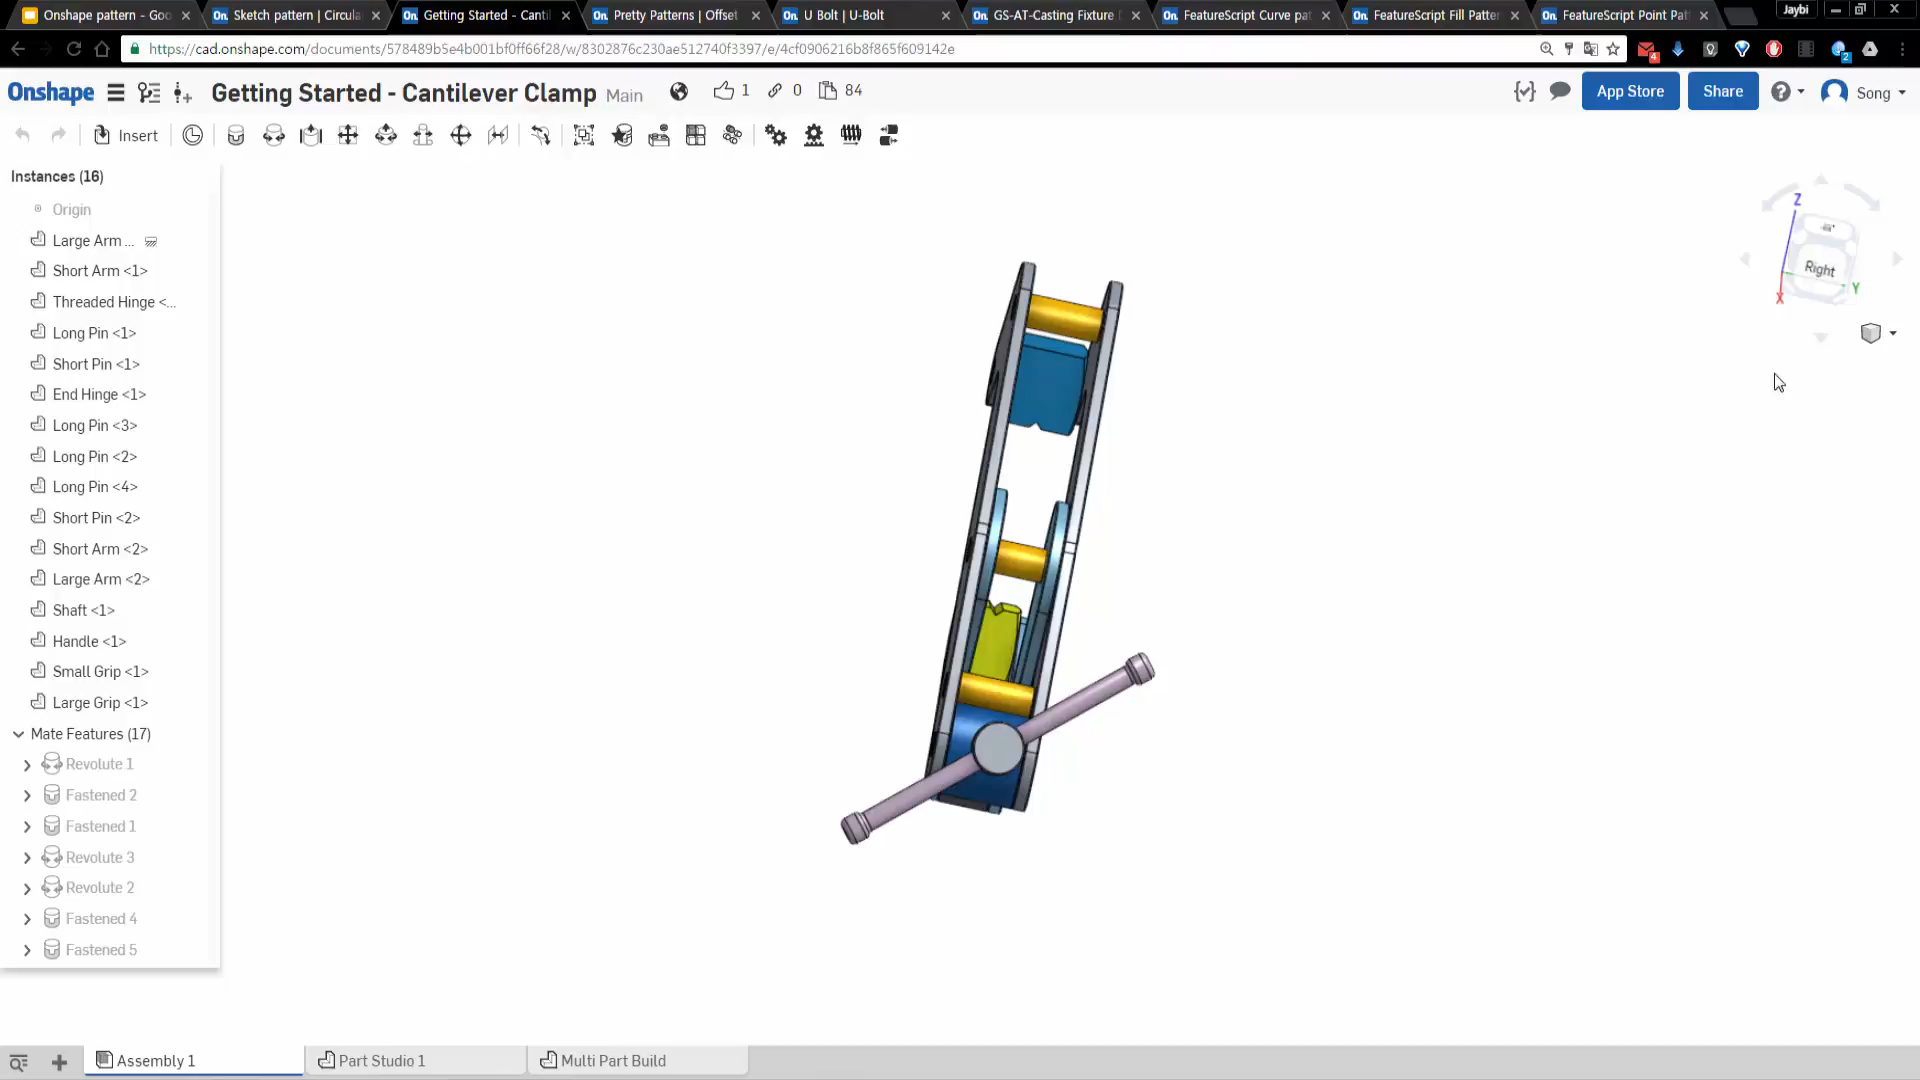 Onshape pattern - Goo
Sketch pattern | Circula
Getting Started - Canti
Pretty Patterns | Offset
U Bolt | U-Bolt
GS-AT-Casting Fixture
FeatureScript Curve pat
FeatureScript Fill Patter
FeatureScript Point Pat
Jaybi
https://cad.onshape.com/documents/578489b5e4b001bf0ff66f28/w/8302876c230ae512740f3397/e/4cf0906216b8f865f609142e
4
2
Onshape
Getting Started - Cantilever Clamp Main
1
0
84
App Store
Share
Song
Insert
Instances (16)
Origin
Large Arm ...
Short Arm <1>
Threaded Hinge <...
Long Pin <1>
Short Pin <1>
End Hinge <1>
Long Pin <3>
Long Pin <2>
Long Pin <4>
Short Pin <2>
Short Arm <2>
Large Arm <2>
Shaft <1>
Handle <1>
Small Grip <1>
Large Grip <1>
Mate Features (17)
Revolute 1
Fastened 2
Fastened 1
Revolute 3
Revolute 2
Fastened 4
Fastened 5
Z
Right
Y
X
Assembly 1
Part Studio 1
Multi Part Build